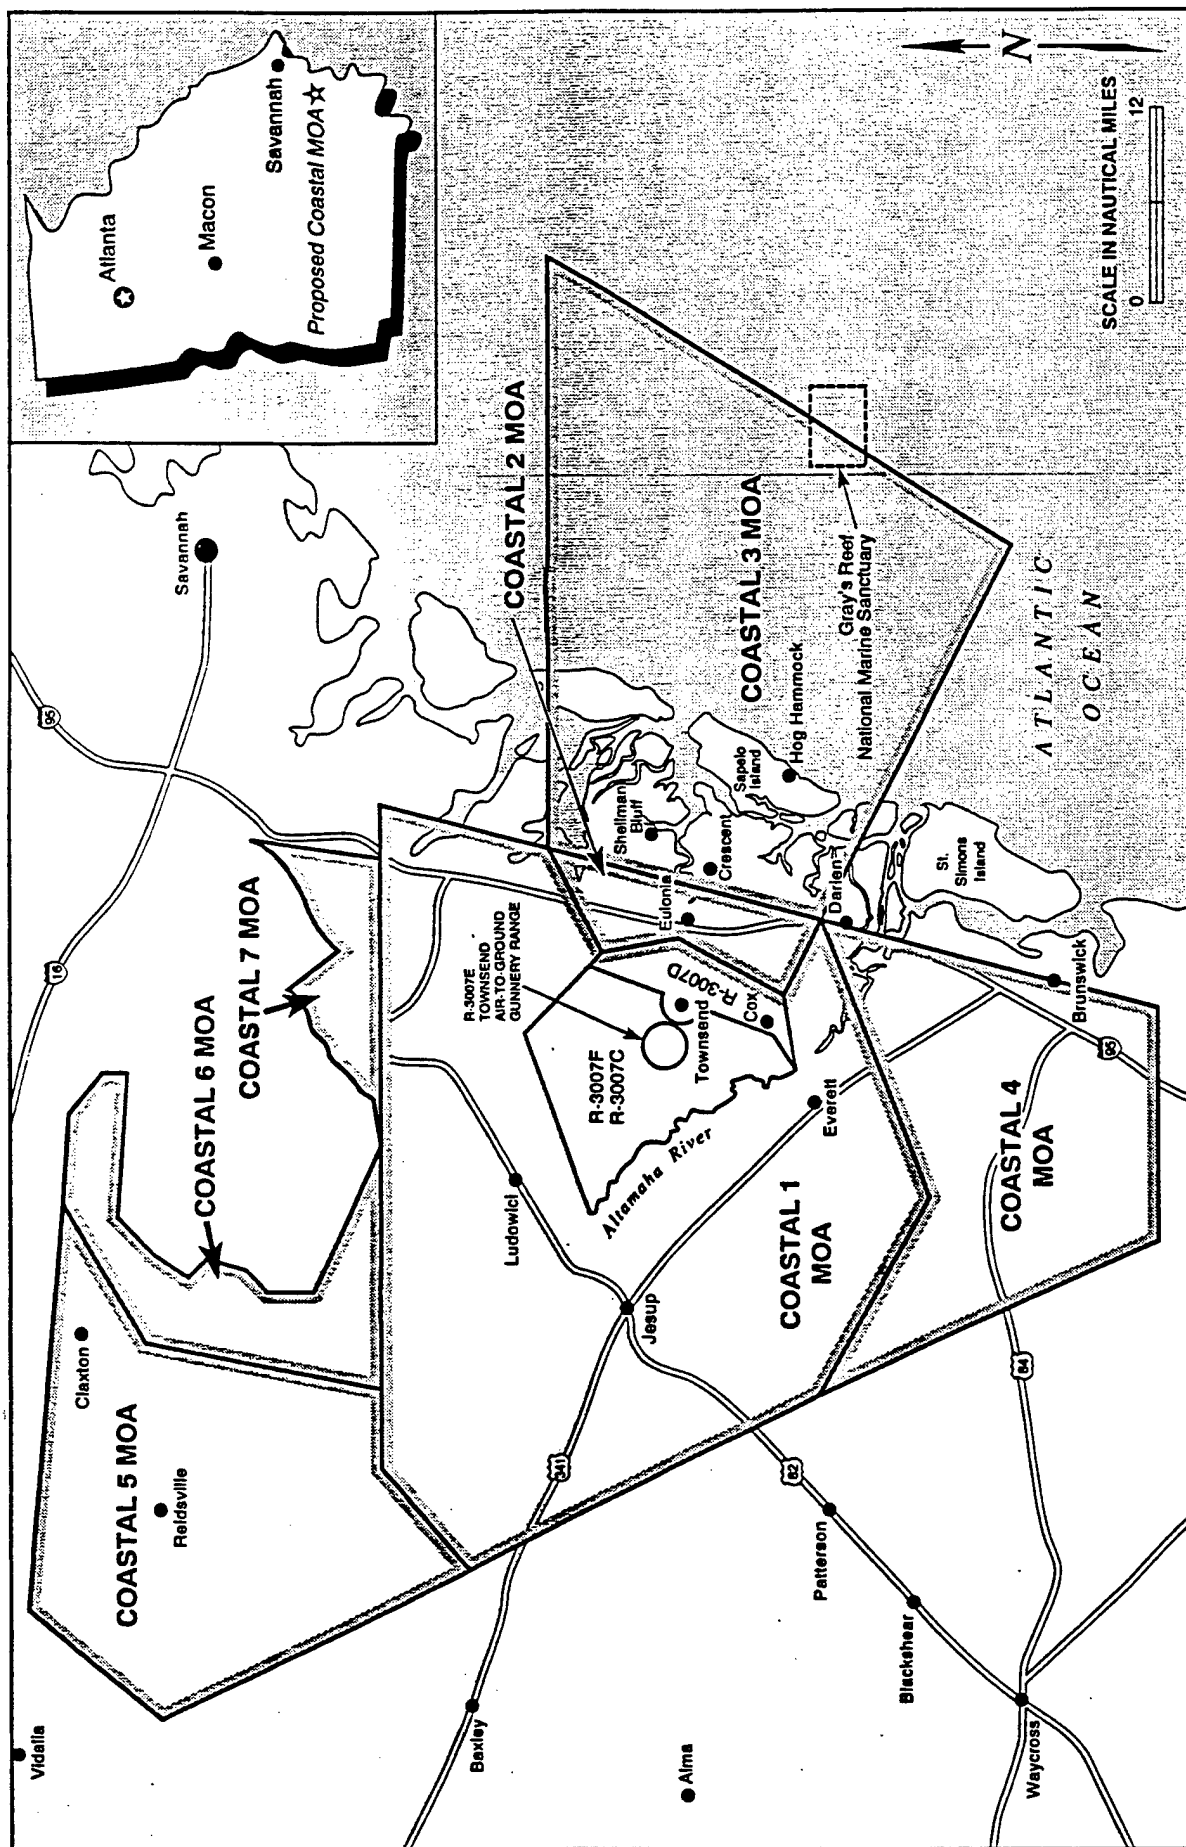 Vidalia
Claxton
Reidsville
COASTAL 5 MOA
COASTAL 6 MOA
COASTAL 7 MOA
16
95
Savannah
Atlanta
Macon
Savannah
Proposed Coastal MOA
N
SCALE IN NAUTICAL MILES
0
12
Baxley
Alma
341
Ludowici
Jesup
R-3007E
TOWNSEND
AIR-TO-GROUND
GUNNERY RANGE
R-3007F
R-3007C
Townsend
R-3007D
Cox
Altamaha River
Everett
COASTAL 1
MOA
COASTAL 2 MOA
Eulonia
Shellman
Bluff
Crescent
Darien
Sapelo
Island
Hog Hammock
COASTAL 3 MOA
Gray's Reef
National Marine Sanctuary
St.
Simons
Island
ATLANTIC
OCEAN
Brunswick
95
COASTAL 4
MOA
84
82
Patterson
Blackshear
Waycross